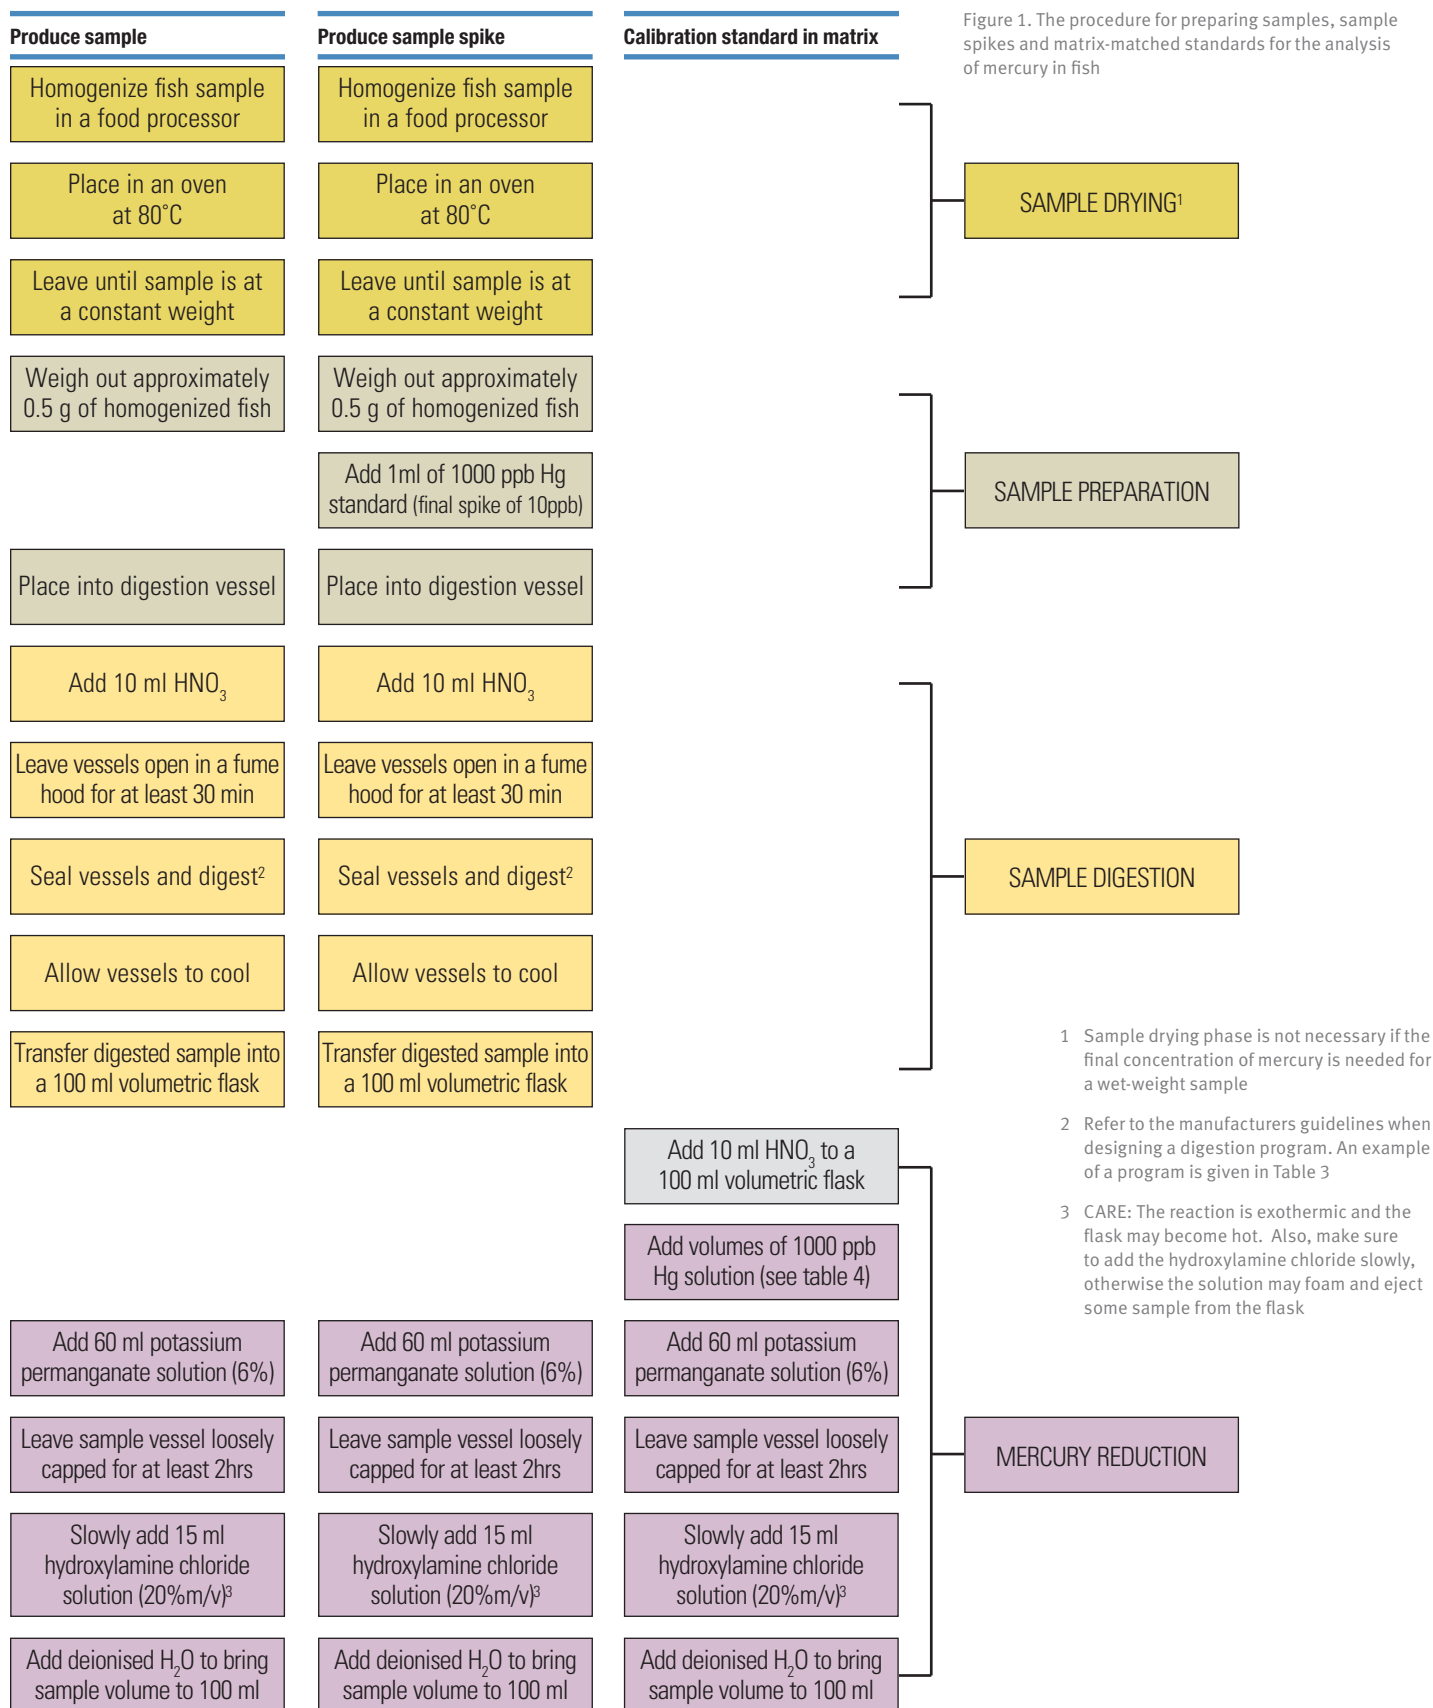 Produce sample
Produce sample spike
Calibration standard in matrix
Figure 1. The procedure for preparing samples, sample
spikes and matrix-matched standards for the analysis
of mercury in fish
Homogenize fish sample
in a food processor
Homogenize fish sample
in a food processor
Place in an oven
at 80˚C
Place in an oven
at 80˚C
SAMPLE DRYING¹
Leave until sample is at
a constant weight
Leave until sample is at
a constant weight
Weigh out approximately
0.5 g of homogenized fish
Weigh out approximately
0.5 g of homogenized fish
Add 1ml of 1000 ppb Hg
standard (final spike of 10ppb)
SAMPLE PREPARATION
Place into digestion vessel
Place into digestion vessel
Add 10 ml HNO₃
Add 10 ml HNO₃
Leave vessels open in a fume
hood for at least 30 min
Leave vessels open in a fume
hood for at least 30 min
Seal vessels and digest²
Seal vessels and digest²
SAMPLE DIGESTION
Allow vessels to cool
Allow vessels to cool
Transfer digested sample into
a 100 ml volumetric flask
Transfer digested sample into
a 100 ml volumetric flask
1 Sample drying phase is not necessary if the
final concentration of mercury is needed for
a wet-weight sample
2 Refer to the manufacturers guidelines when
designing a digestion program. An example
of a program is given in Table 3
3 CARE: The reaction is exothermic and the
flask may become hot. Also, make sure
to add the hydroxylamine chloride slowly,
otherwise the solution may foam and eject
some sample from the flask
Add 10 ml HNO₃ to a
100 ml volumetric flask
Add volumes of 1000 ppb
Hg solution (see table 4)
Add 60 ml potassium
permanganate solution (6%)
Add 60 ml potassium
permanganate solution (6%)
Add 60 ml potassium
permanganate solution (6%)
Leave sample vessel loosely
capped for at least 2hrs
Leave sample vessel loosely
capped for at least 2hrs
Leave sample vessel loosely
capped for at least 2hrs
MERCURY REDUCTION
Slowly add 15 ml
hydroxylamine chloride
solution (20%m/v)³
Slowly add 15 ml
hydroxylamine chloride
solution (20%m/v)³
Slowly add 15 ml
hydroxylamine chloride
solution (20%m/v)³
Add deionised H₂O to bring
sample volume to 100 ml
Add deionised H₂O to bring
sample volume to 100 ml
Add deionised H₂O to bring
sample volume to 100 ml